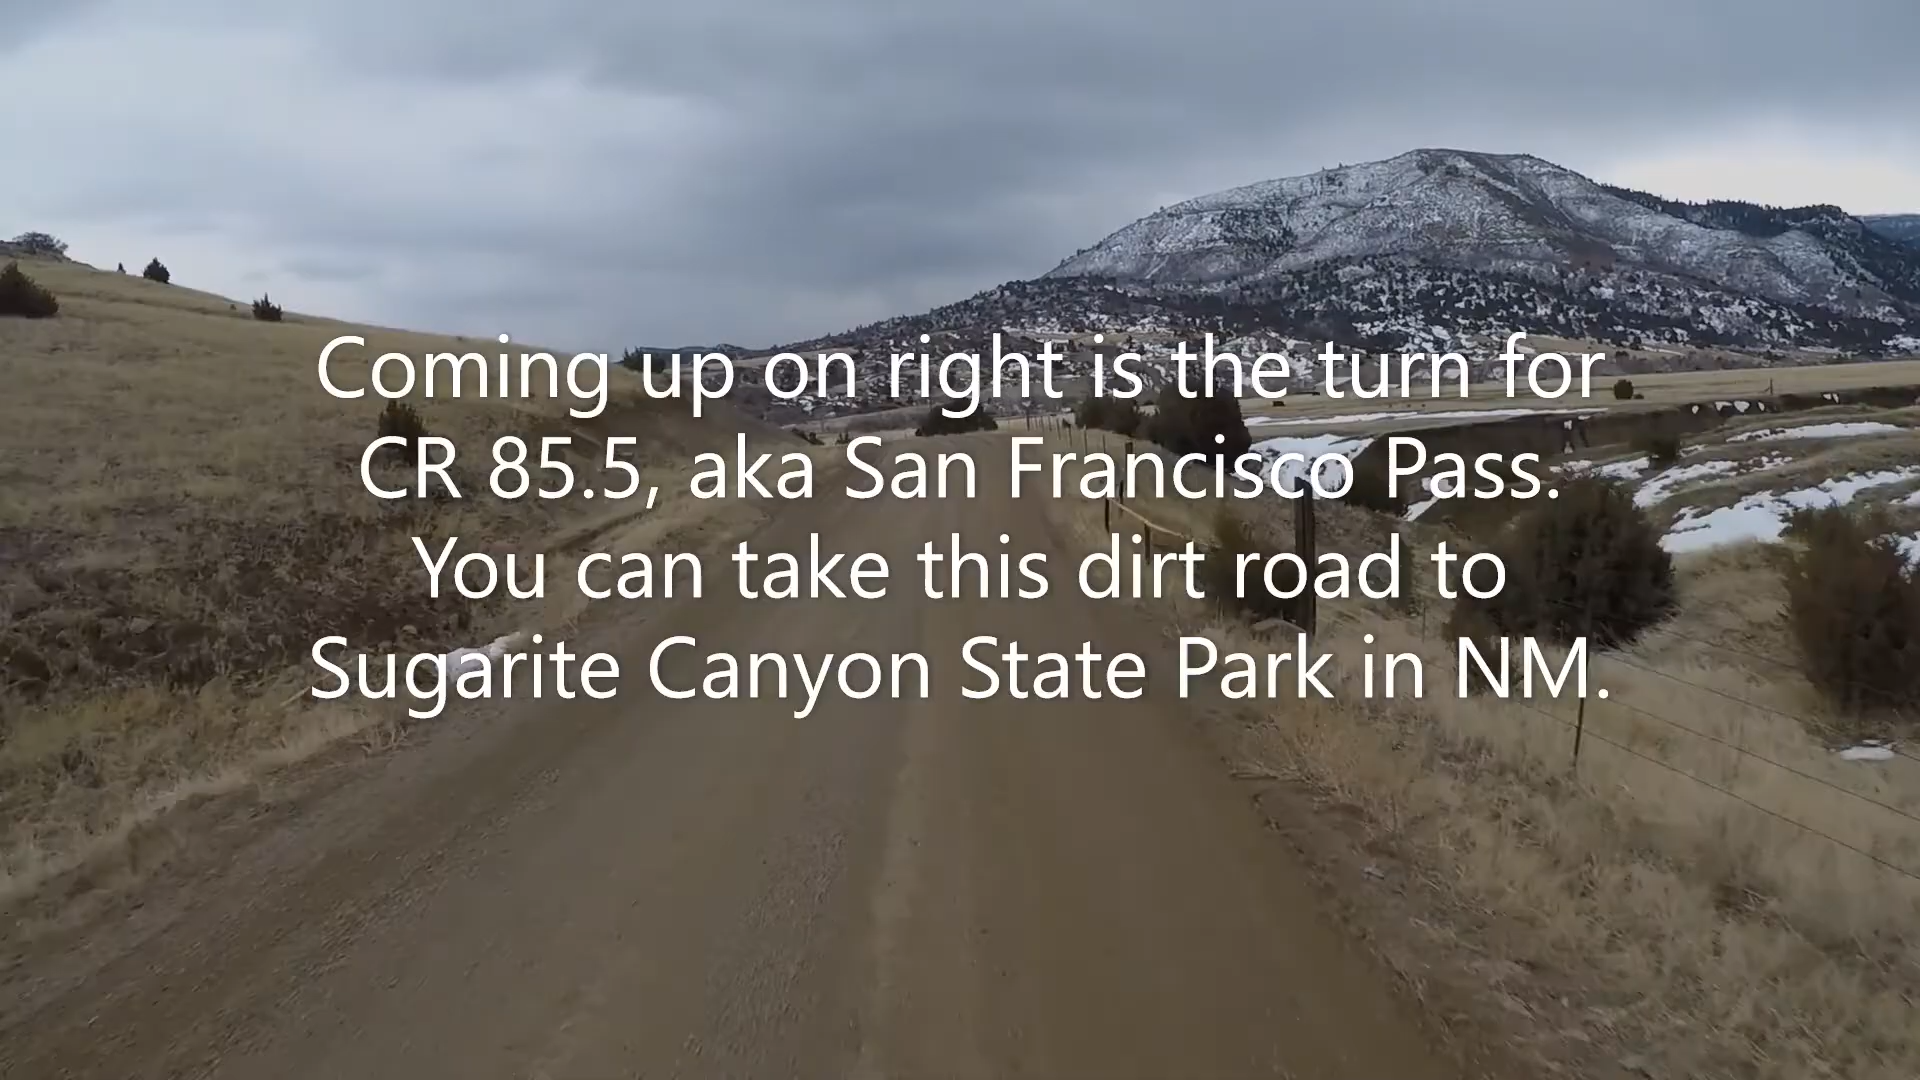 Coming up on right is the turn for
CR 85.5, aka San Francisco Pass.
You can take this dirt road to
Sugarite Canyon State Park in NM.